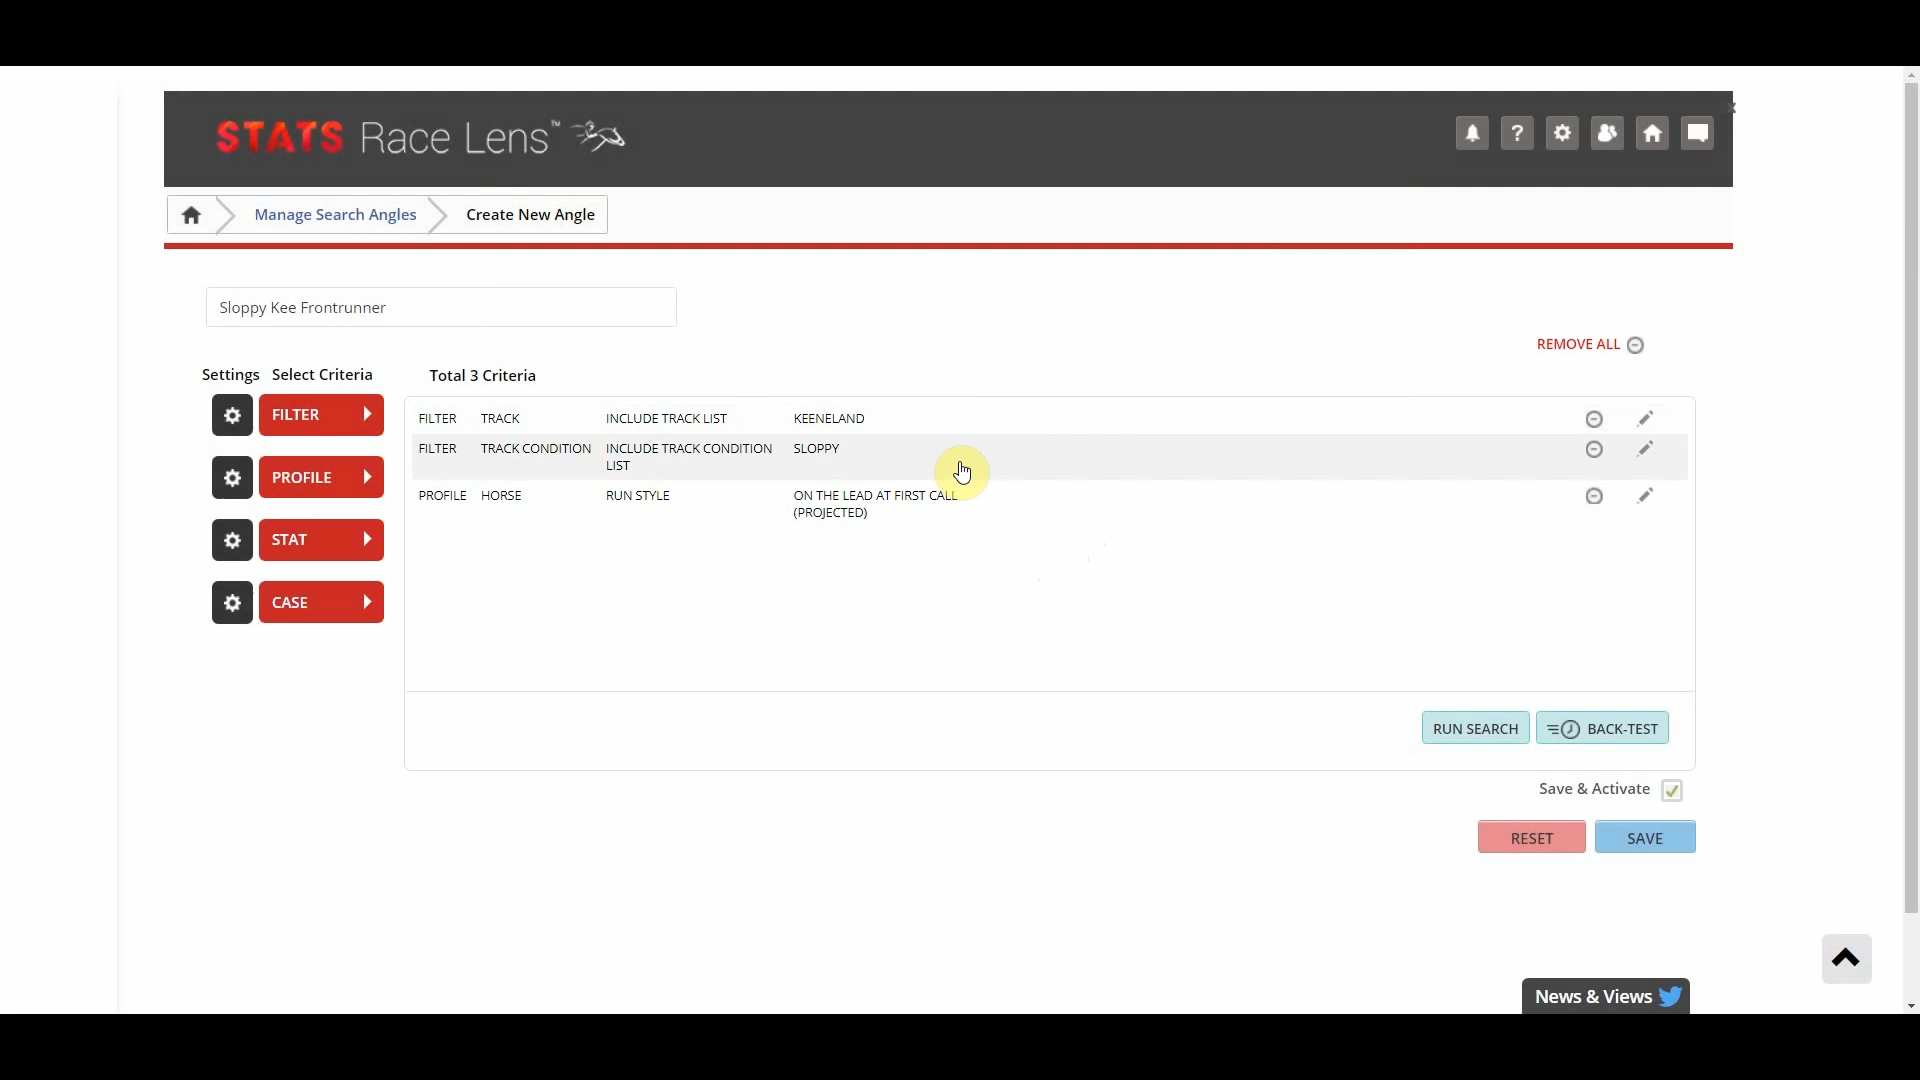 STATS Race Lens™
Manage Search Angles
Create New Angle
Sloppy Kee Frontrunner
REMOVE ALL
Settings Select Criteria Total 3 Criteria
FILTER
FILTER TRACK INCLUDE TRACK LIST KEENELAND
FILTER TRACK CONDITION INCLUDE TRACK CONDITION SLOPPY
LIST
PROFILE
PROFILE HORSE RUN STYLE ON THE LEAD AT FIRST CALL
(PROJECTED)
STAT
CASE
RUN SEARCH BACK-TEST
Save & Activate
RESET SAVE
News & Views